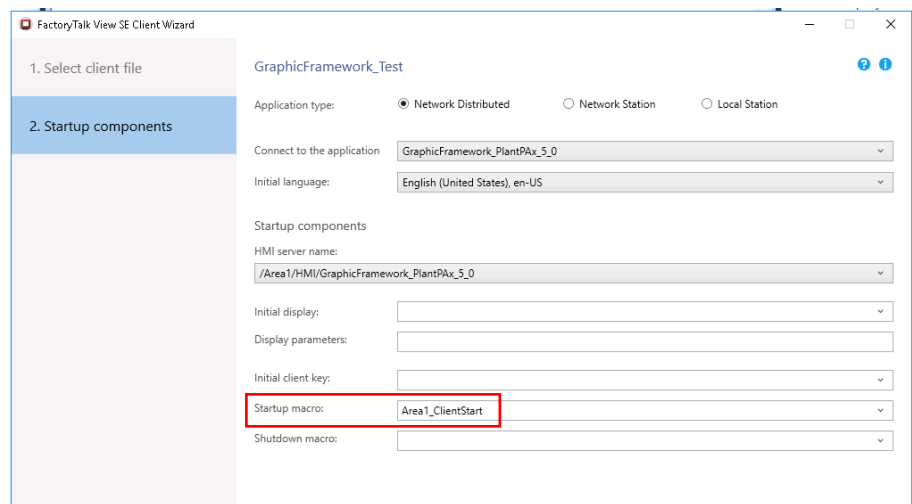 FactoryTalk View SE Client Wizard
1. Select client file
2. Startup components
GraphicFramework_Test
Application type:
Network Distributed
Network Station
Local Station
Connect to the application
GraphicFramework_PlantPAx_5_0
Initial language:
English (United States), en-US
Startup components
HMI server name:
/Area1/HMI/GraphicFramework_PlantPAx_5_0
Initial display:
Display parameters:
Initial client key:
Startup macro:
Area1_ClientStart
Shutdown macro: